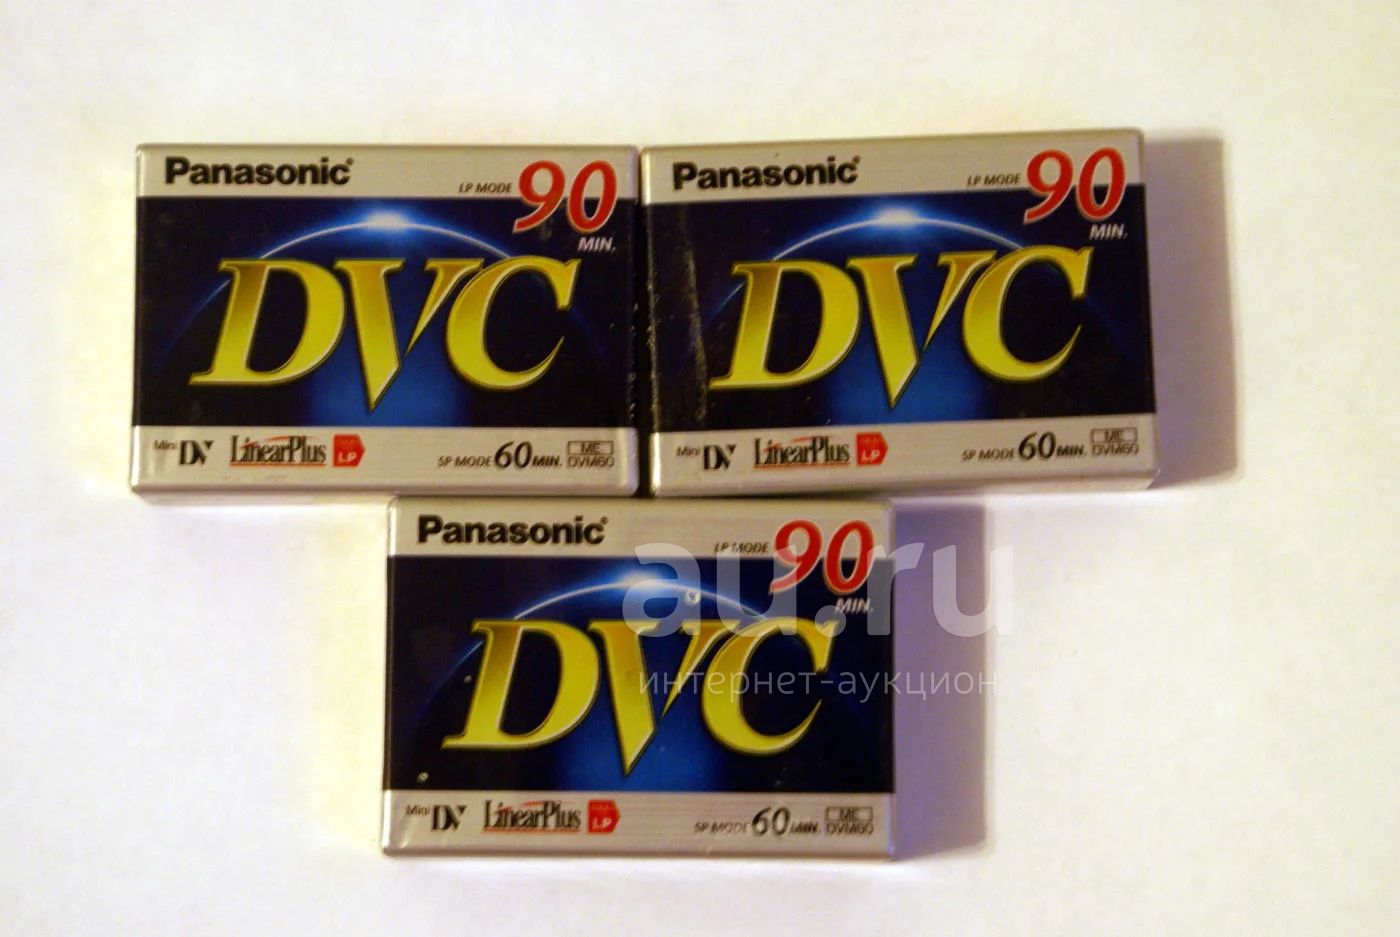 Panasonic
LP MODE 90
MIN.
DVC
Mini DV LinearPlus LP SP MODE 60 MIN. ME
DVM60
Panasonic
LP MODE 90
MIN.
DVC
Mini DV LinearPlus LP SP MODE 60 MIN. ME
DVM60
Panasonic
LP MODE 90
MIN.
DVC
Mini DV LinearPlus LP SP MODE 60 MIN. ME
DVM60
au.ru
интернет-аукцион